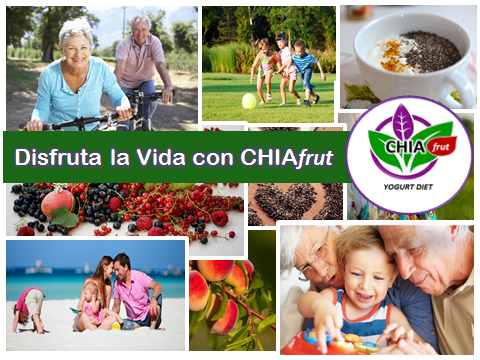 Disfruta la Vida con CHIAfrut
CHIA frut
YOGURT DIET